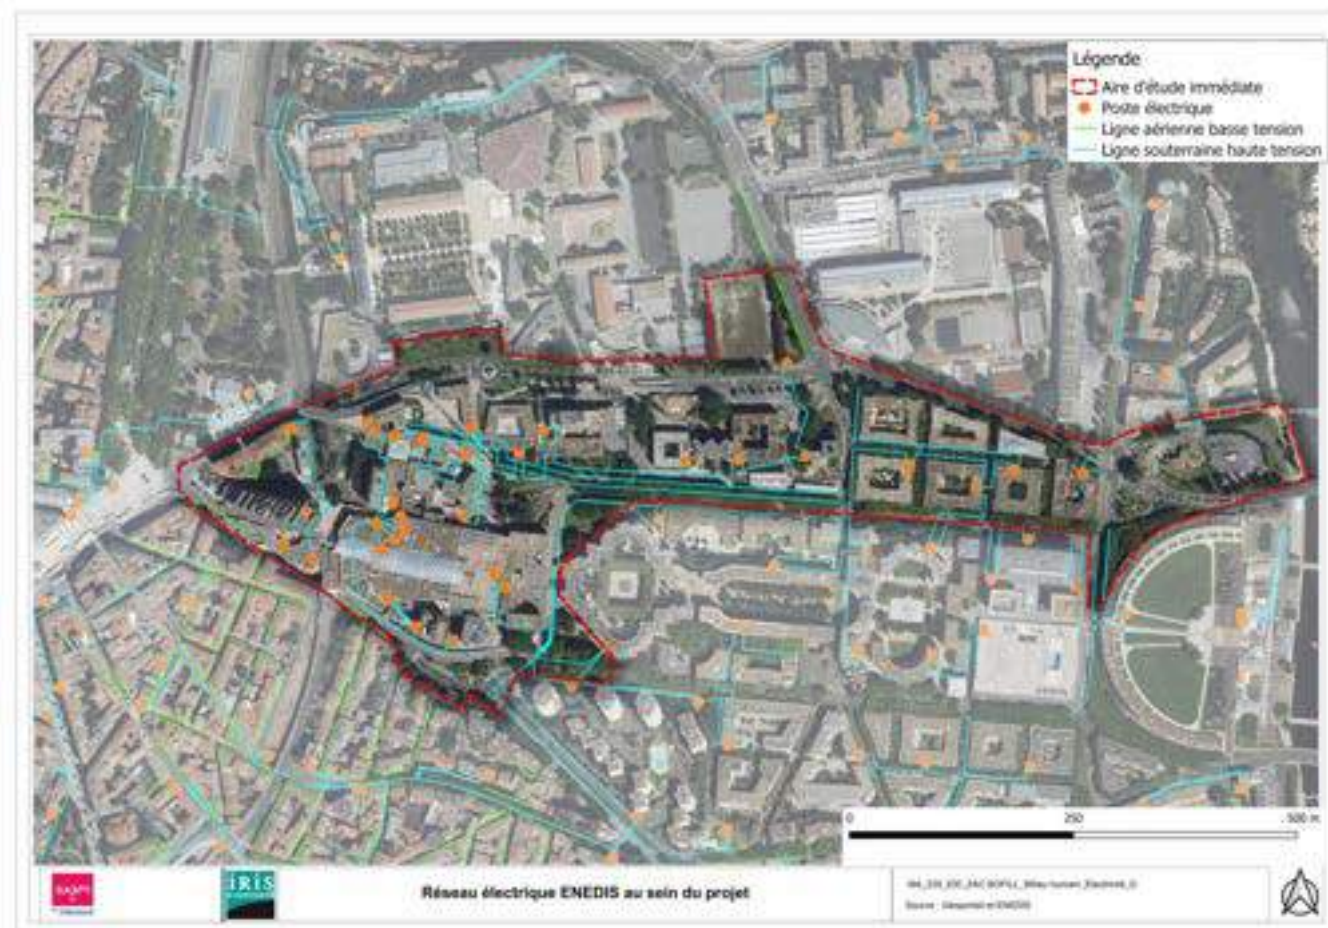 Légende
Aire d'étude immédiate
Poste électrique
Ligne aérienne basse tension
Ligne souterraine haute tension
0 250 500 m
IRIS
Réseau électrique ENEDIS au sein du projet